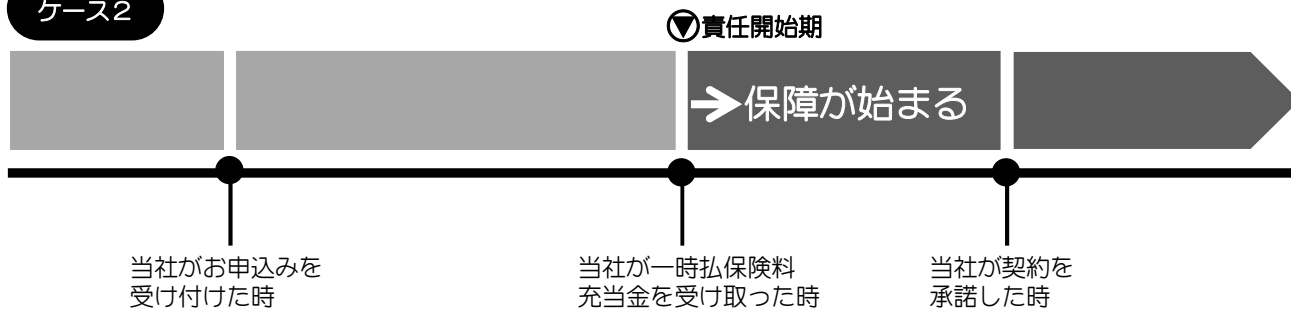 ケース2
責任開始期
保障が始まる
当社がお申込みを
受け付けた時
当社が一時払保険料
充当金を受け取った時
当社が契約を
承諾した時